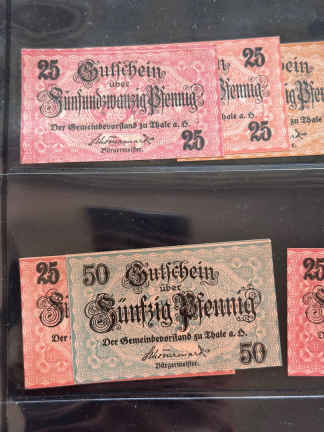 25 Gutschein
über
Fünfundzwanzig Pfennig
Der Gemeindevorstand zu Thale a. H.
Bürgermeister.
25
25
25
50 Gutschein
über
Fünfzig Pfennig
Der Gemeindevorstand zu Thale a. H.
Bürgermeister.
50
25
25